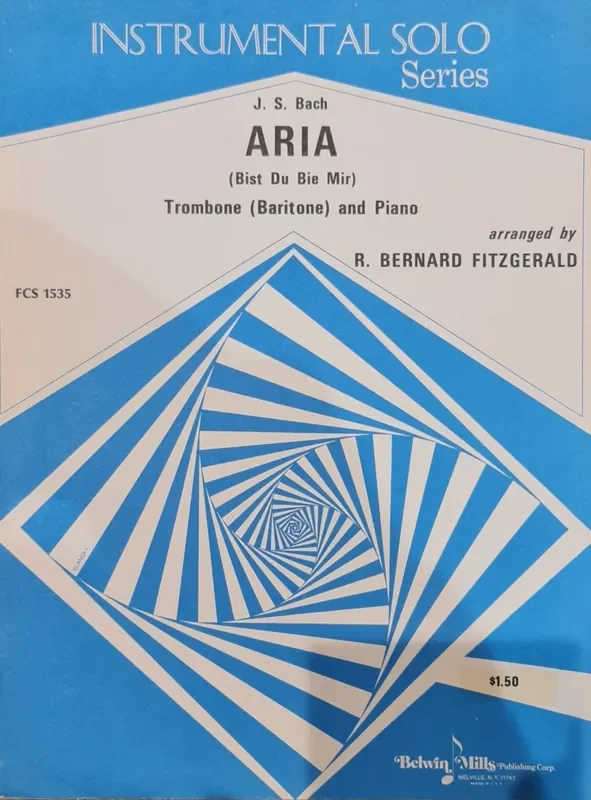 INSTRUMENTAL SOLO
Series
J. S. Bach
ARIA
(Bist Du Bie Mir)
Trombone (Baritone) and Piano
arranged by
R. BERNARD FITZGERALD
FCS 1535
$1.50
Belwin Mills Publishing Corp.
MELVILLE, N.Y. 11747